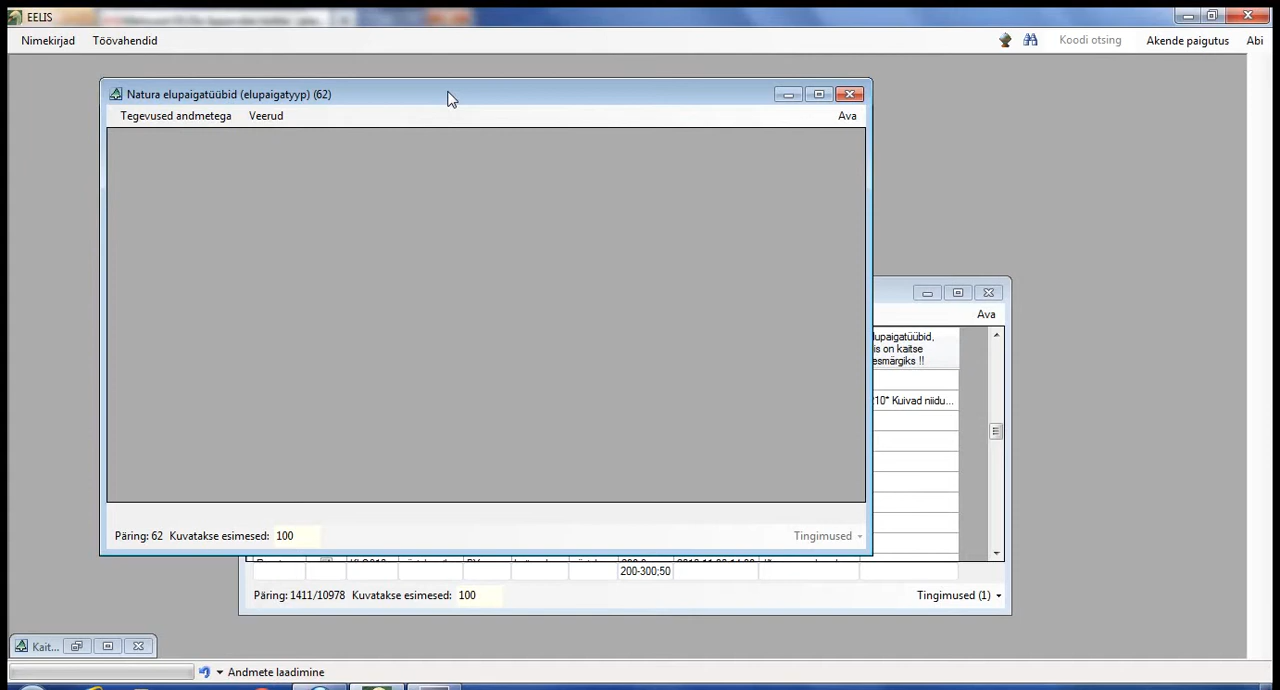 EELIS
Nimekirjad Töövahendid Koodi otsing Akende paigutus Abi
Natura elupaigatüübid (elupaigatyyp) (62)
Tegevused andmetega Veerud Ava
Ava
lupaigatüübid,
is on kaitse
esmärgiks !!
10* Kuivad niidu...
Päring: 62 Kuvatakse esimesed: 100 Tingimused
200-300;50
Päring: 1411/10978 Kuvatakse esimesed: 100 Tingimused (1)
Kait...
Andmete laadimine